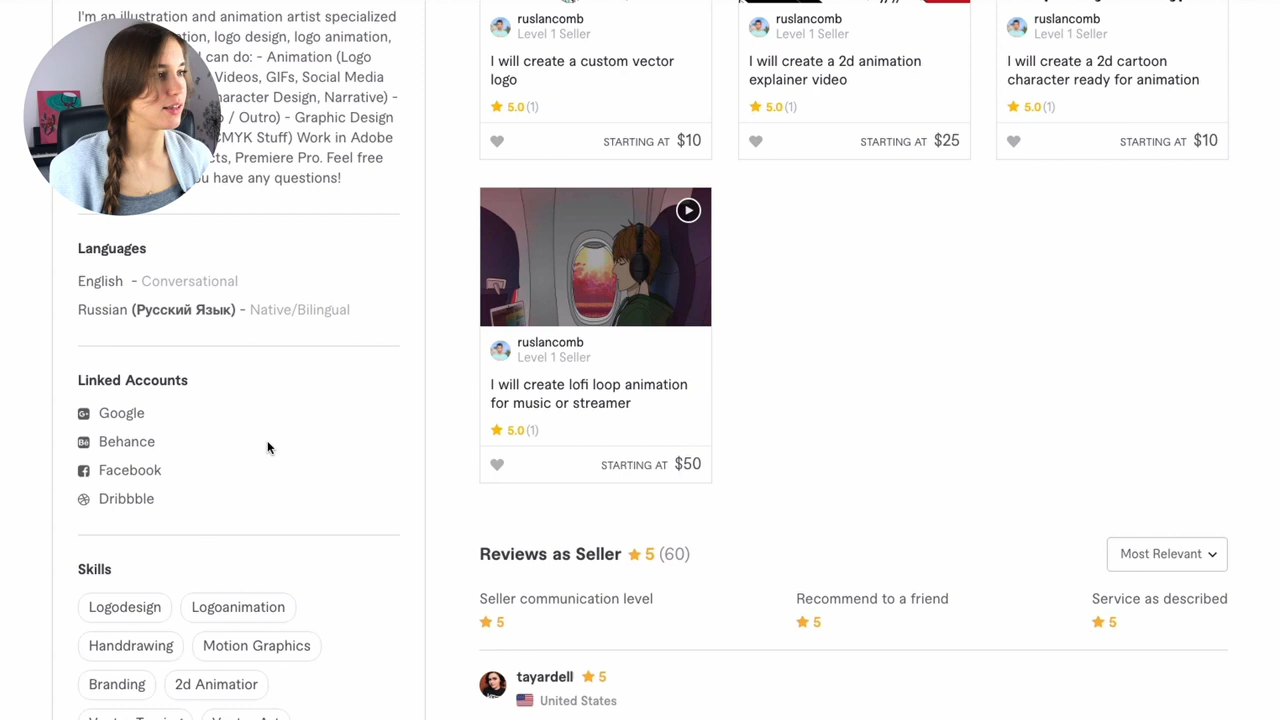 I'm an illustration and animation artist specialized
logo design, logo animation,
can do: - Animation (Logo
Videos, GIFs, Social Media
Character Design, Narrative) -
/ Outro) - Graphic Design
CMYK Stuff) Work in Adobe
Premiere Pro. Feel free
have any questions!
Languages
English - Conversational
Russian (Русский Язык) - Native/Bilingual
Linked Accounts
Google
Behance
Facebook
Dribbble
Skills
Logodesign
Logoanimation
Handdrawing
Motion Graphics
Branding
2d Animatior
ruslancomb
Level 1 Seller
I will create a custom vector
logo
5.0 (1)
STARTING AT $10
ruslancomb
Level 1 Seller
I will create a 2d animation
explainer video
5.0 (1)
STARTING AT $25
ruslancomb
Level 1 Seller
I will create a 2d cartoon
character ready for animation
5.0 (1)
STARTING AT $10
ruslancomb
Level 1 Seller
I will create lofi loop animation
for music or streamer
5.0 (1)
STARTING AT $50
Reviews as Seller 5 (60)
Most Relevant
Seller communication level
5
Recommend to a friend
5
Service as described
5
tayardell 5
United States